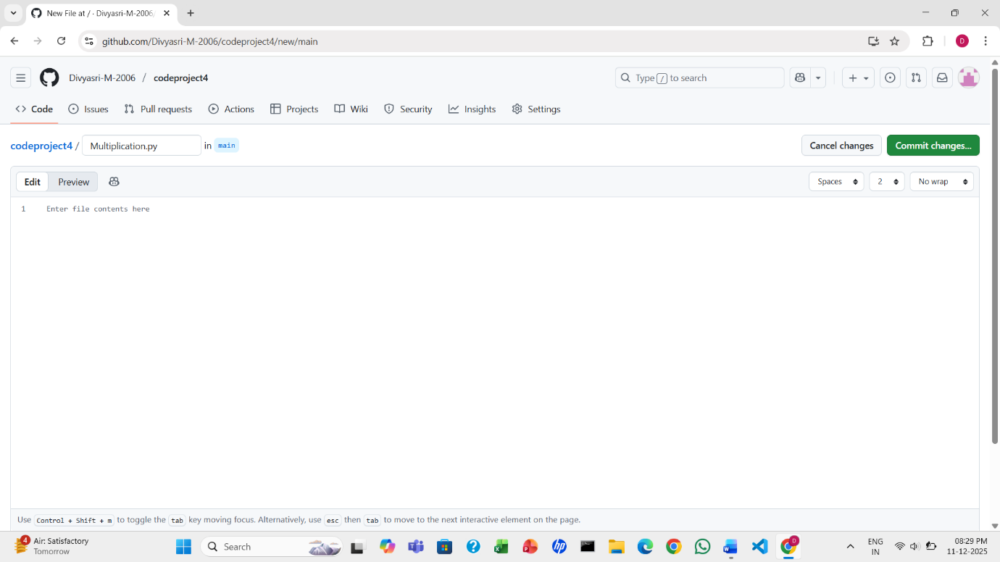 New File at / · Divyasri-M-2006/
github.com/Divyasri-M-2006/codeproject4/new/main
D
Divyasri-M-2006 / codeproject4
Type / to search
Code Issues Pull requests Actions Projects Wiki Security Insights Settings
codeproject4 / Multiplication.py in main
Cancel changes Commit changes...
Edit Preview
Spaces 2 No wrap
1 Enter file contents here
Use Control + Shift + m to toggle the tab key moving focus. Alternatively, use esc then tab to move to the next interactive element on the page.
4 Air: Satisfactory
Tomorrow
Search
ENG
IN
08:29 PM
11-12-2025